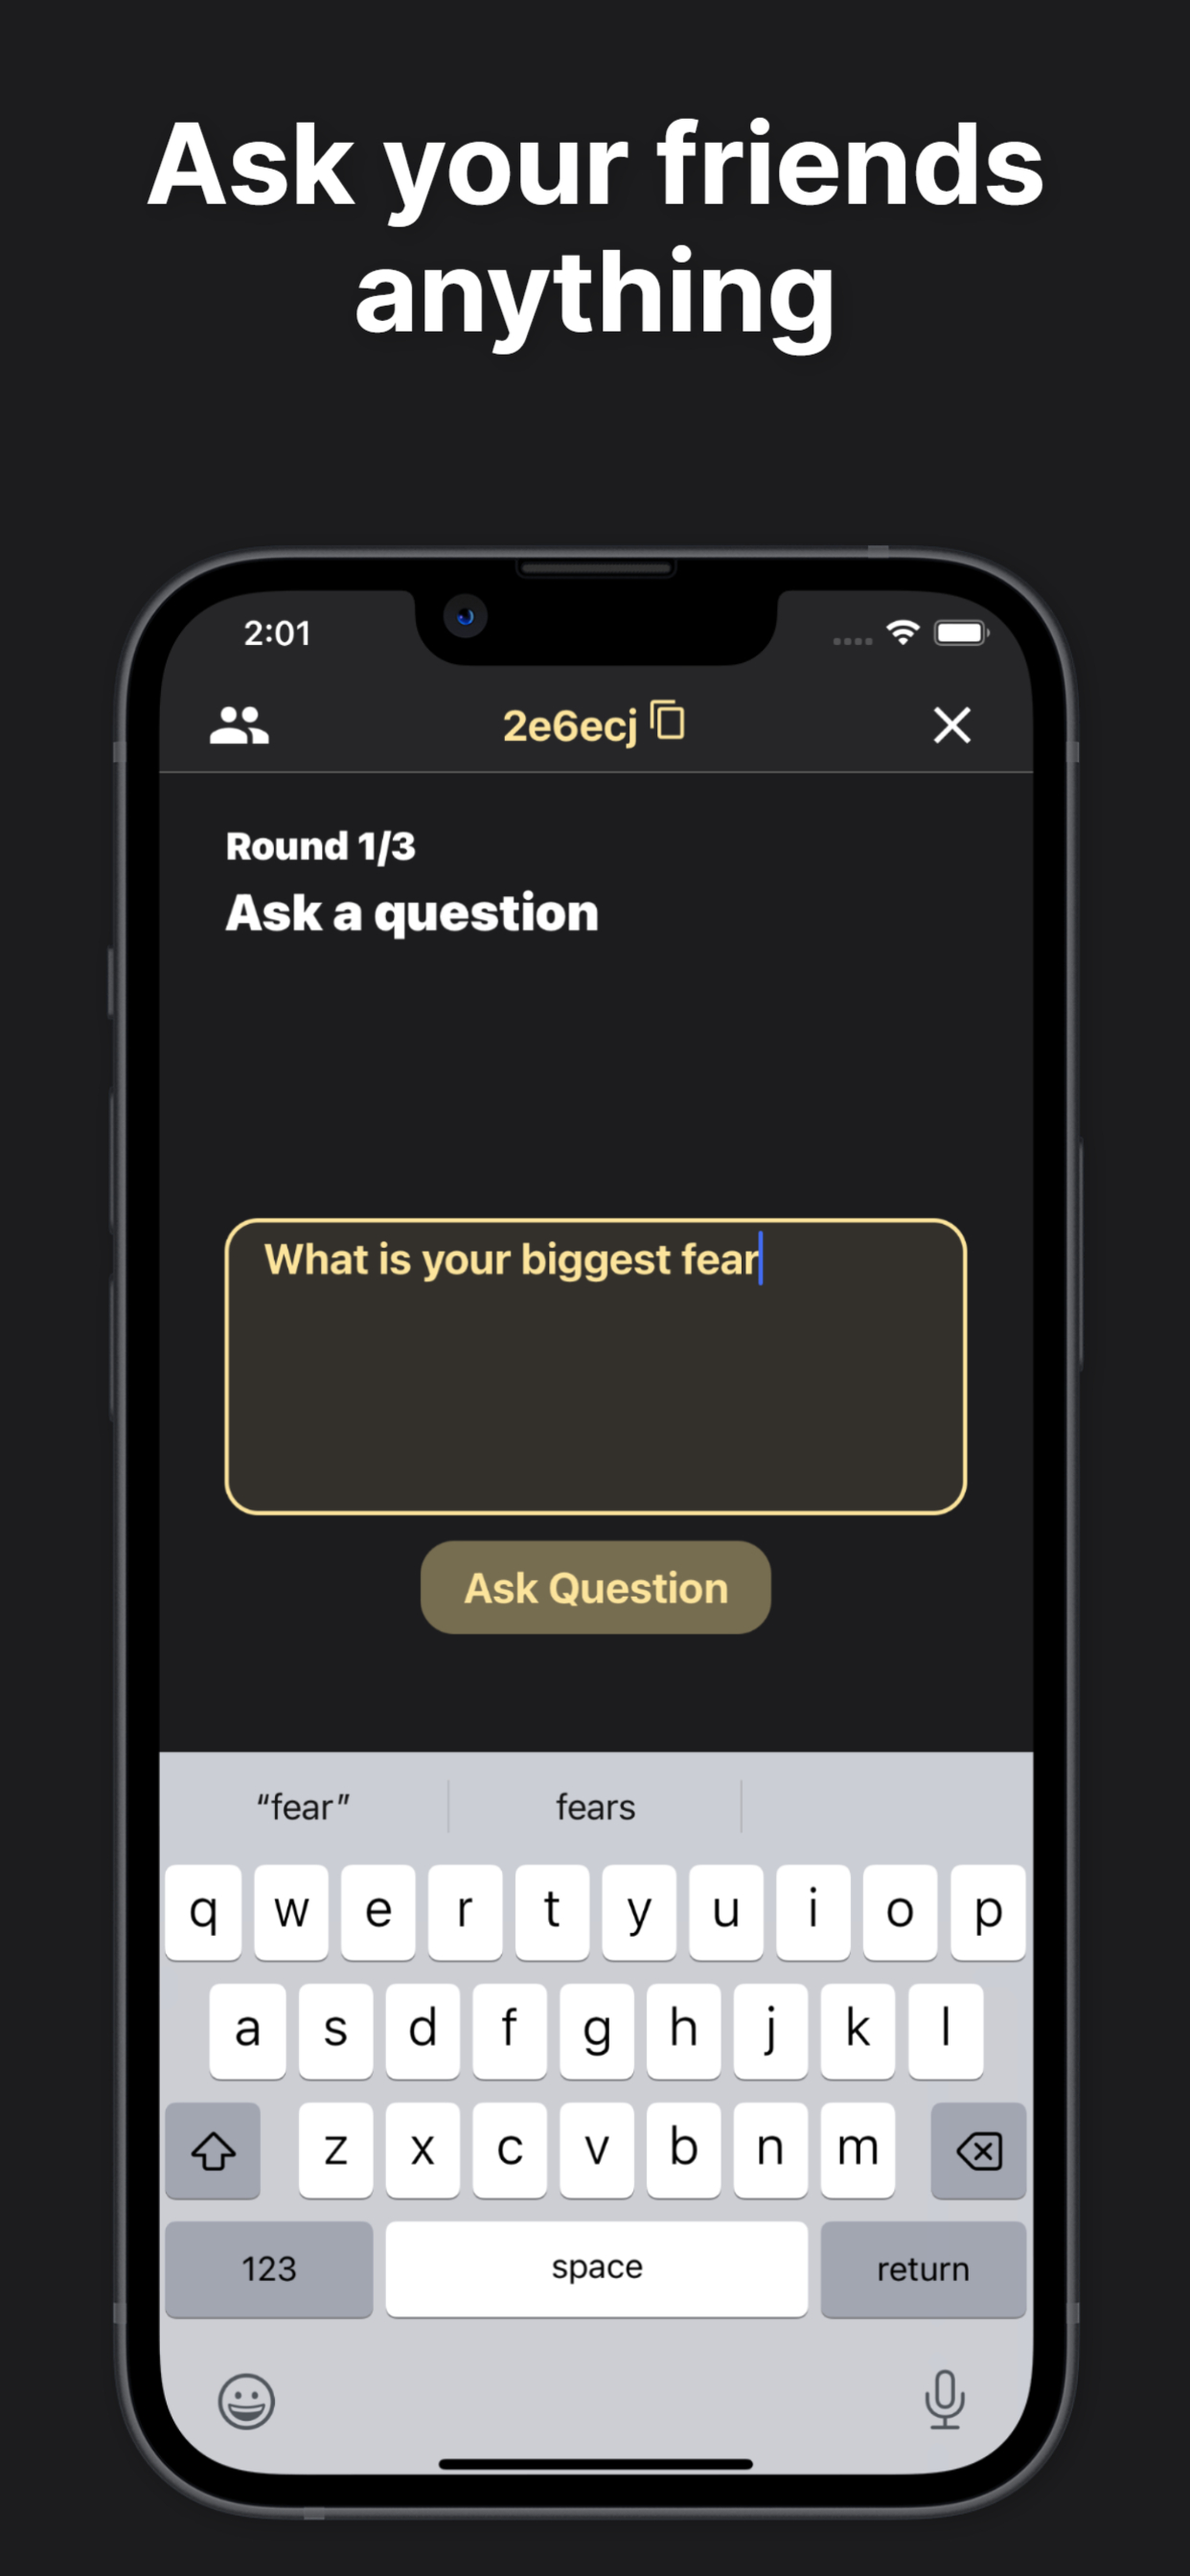 Ask your friends
anything
2:01
2e6ecj
Round 1/3
Ask a question
What is your biggest fear
Ask Question
“fear” fears
q w e r t y u i o p
a s d f g h j k l
z x c v b n m
123 space return